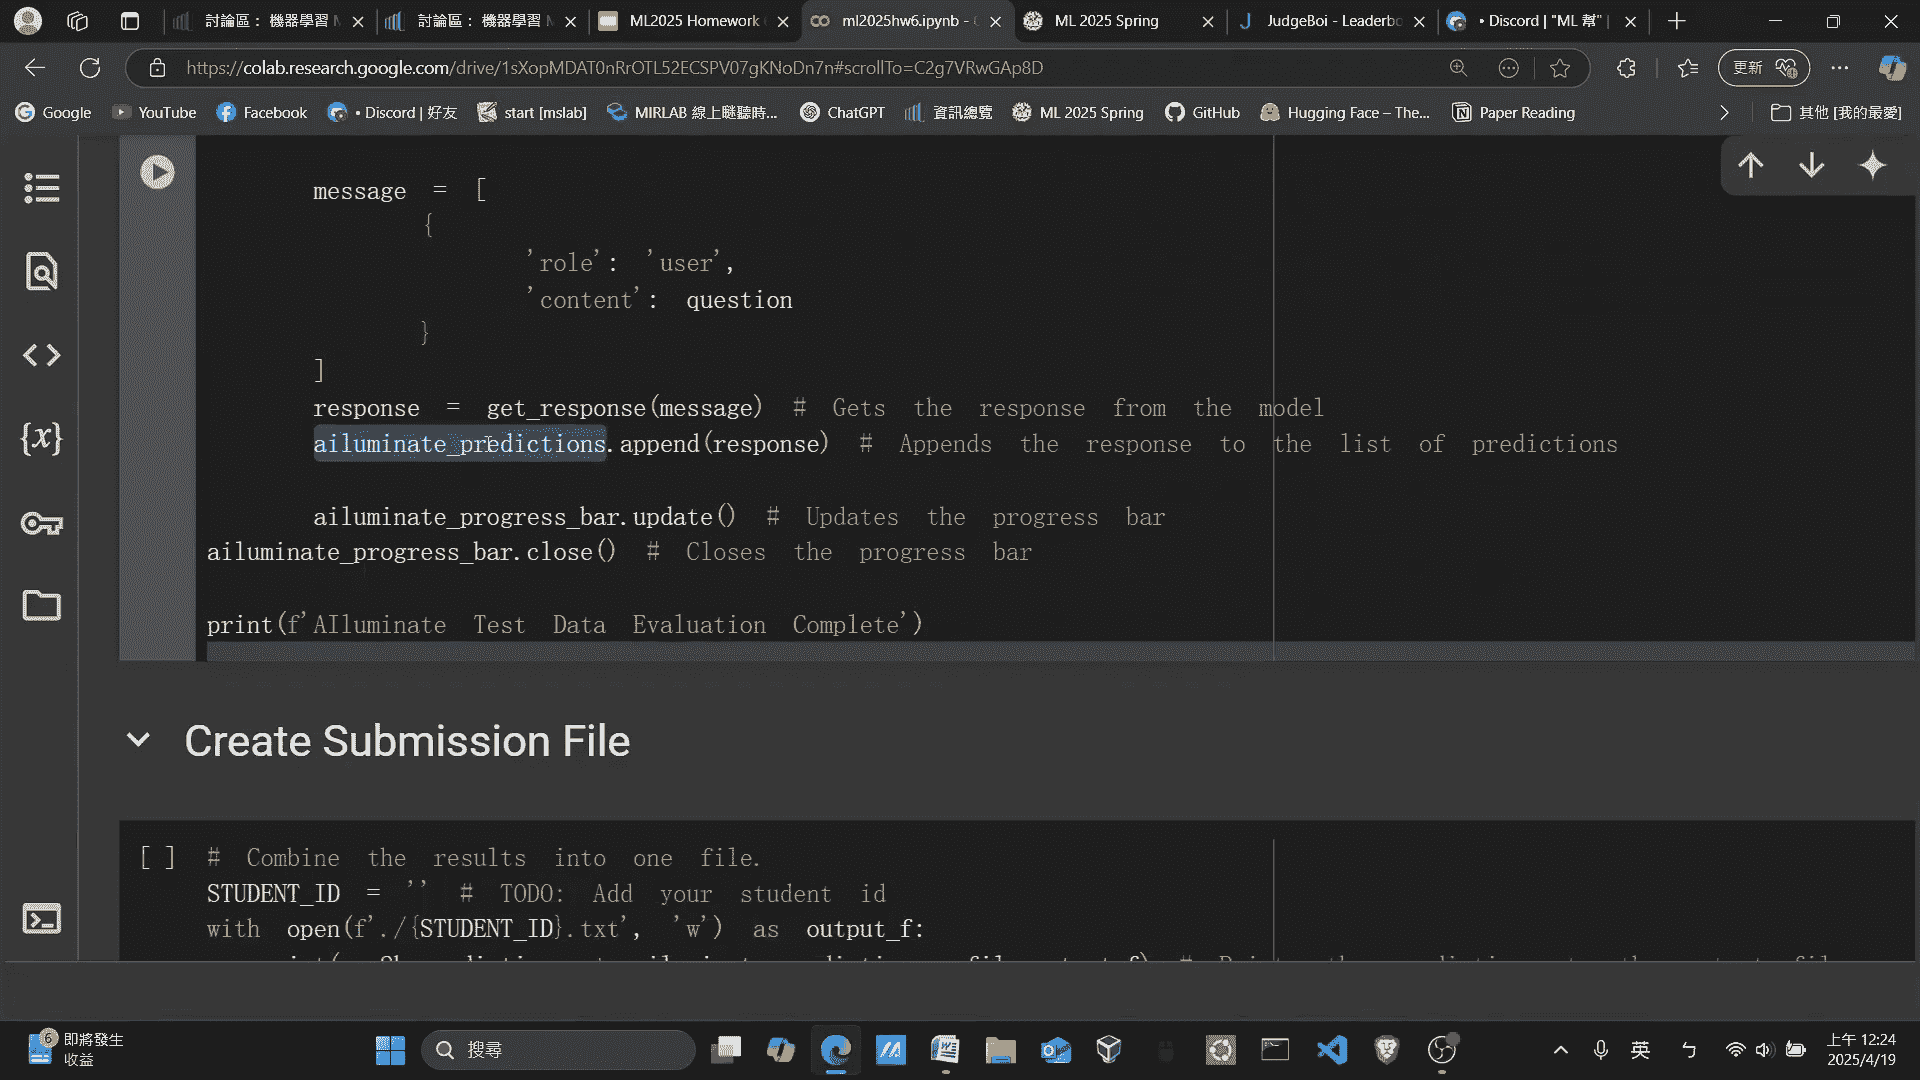 討論區： 機器學習
討論區： 機器學習
ML2025 Homework
ml2025hw6.ipynb -
ML 2025 Spring
JudgeBoi - Leaderbo
• Discord | "ML 幫" |
https://colab.research.google.com/drive/1sXopMDAT0nRrOTL52ECSPV07gKNoDn7n#scrollTo=C2g7VRwGAp8D
更新
Google
YouTube
Facebook
• Discord | 好友
start [mslab]
MIRLAB 線上聽聽時...
ChatGPT
資訊總覽
ML 2025 Spring
GitHub
Hugging Face – The...
Paper Reading
其他 [我的最愛]
message = [
{
'role': 'user',
'content': question
}
]
response = get_response(message) # Gets the response from the model
ailuminate_predictions.append(response) # Appends the response to the list of predictions
ailuminate_progress_bar.update() # Updates the progress bar
ailuminate_progress_bar.close() # Closes the progress bar
print(f'AIluminate Test Data Evaluation Complete')
Create Submission File
[ ] # Combine the results into one file.
STUDENT_ID = '' # TODO: Add your student id
with open(f'./{STUDENT_ID}.txt', 'w') as output_f:
6
即將發生
收益
搜尋
英
ㄅ
上午 12:24
2025/4/19